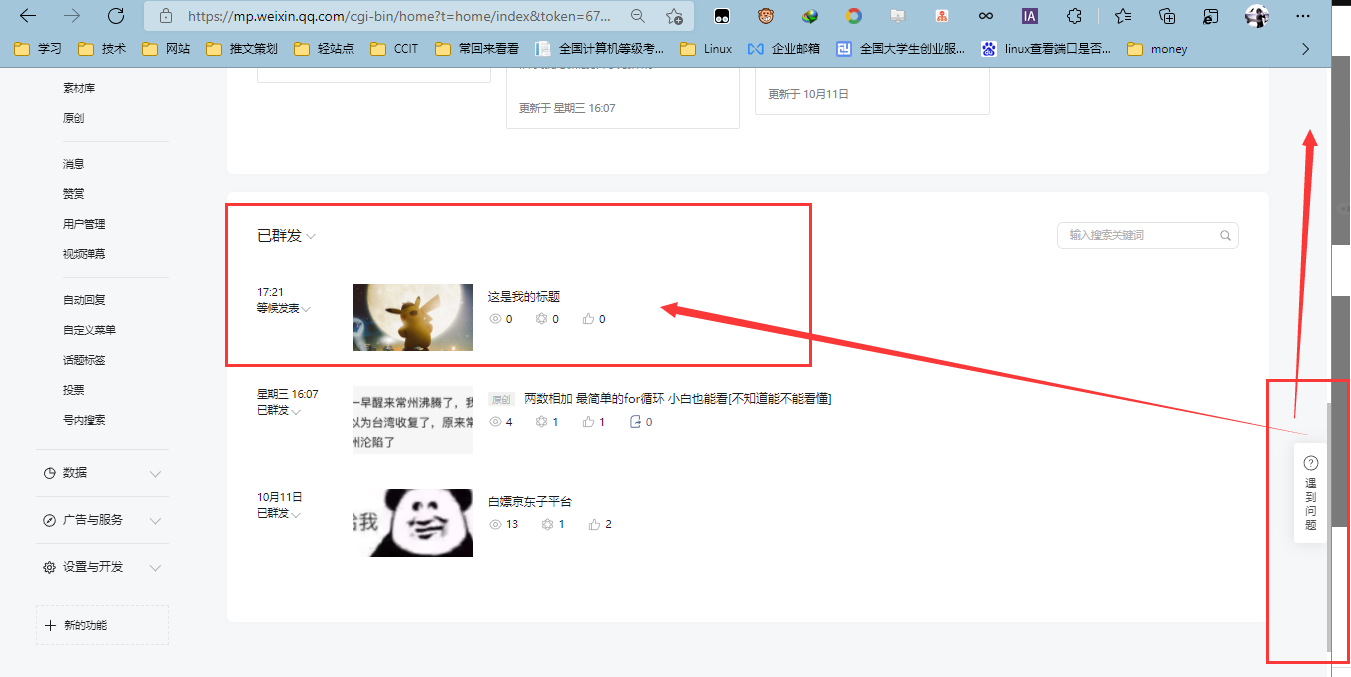 https://mp.weixin.qq.com/cgi-bin/home?t=home/index&token=67...
IA
学习 技术 网站 推文策划 轻站点 CCIT 常回来看看 全国计算机等级考... Linux 企业邮箱 全国大学生创业服... linux查看端口是否... money
素材库
原创
消息
赞赏
用户管理
视频弹幕
自动回复
自定义菜单
话题标签
投票
号内搜索
数据
广告与服务
设置与开发
新的功能
更新于 星期三 16:07
更新于 10月11日
已群发
输入搜索关键词
17:21
等候发表
这是我的标题
0 0 0
星期三 16:07
已群发
一早醒来常州沸腾了，我
以为台湾收复了，原来常
州沦陷了
原创 两数相加 最简单的for循环 小白也能看[不知道能不能看懂]
4 1 1 0
10月11日
已群发
给我
白嫖京东子平台
13 1 2
遇到问题